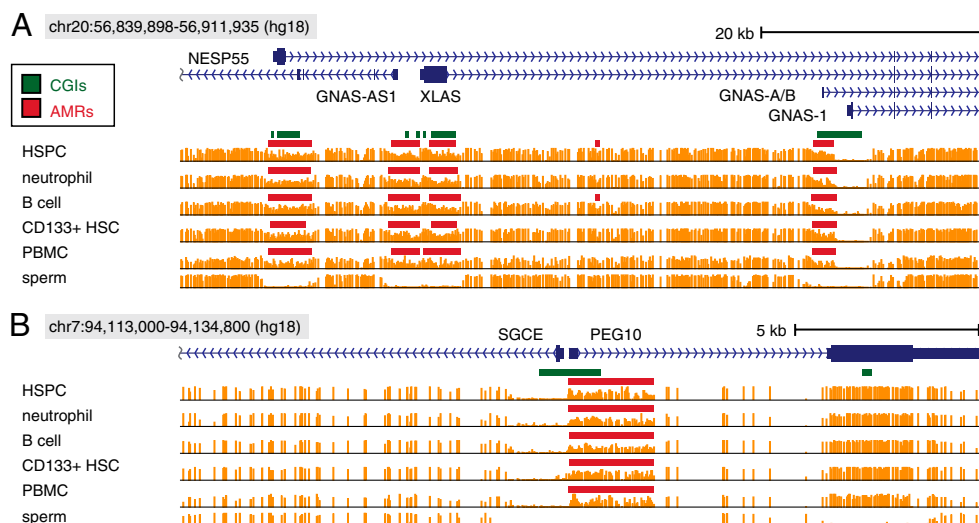 A
chr20:56,839,898-56,911,935 (hg18)
20 kb
NESP55
CGIs
AMRs
GNAS-AS1
XLAS
GNAS-A/B
GNAS-1
HSPC
neutrophil
B cell
CD133+ HSC
PBMC
sperm
B
chr7:94,113,000-94,134,800 (hg18)
5 kb
SGCE
PEG10
HSPC
neutrophil
B cell
CD133+ HSC
PBMC
sperm